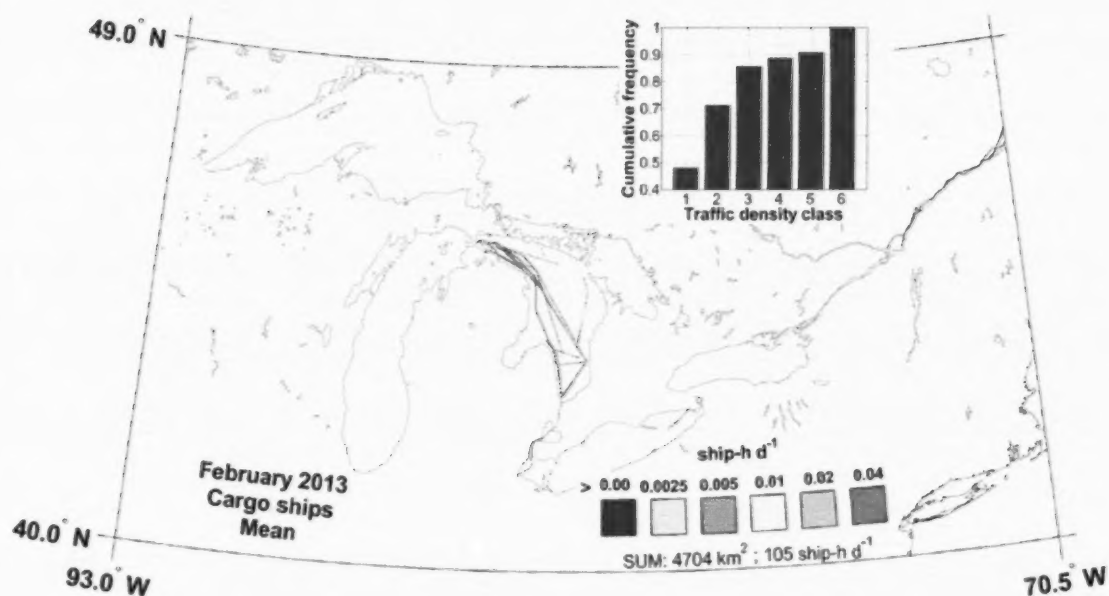 49.0° N
Cumulative frequency
1
0.9
0.8
0.7
0.6
0.5
0.4
1 2 3 4 5 6
Traffic density class
February 2013
Cargo ships
Mean
ship-h d⁻¹
> 0.00 0.0025 0.005 0.01 0.02 0.04
SUM: 4704 km² ; 105 ship-h d⁻¹
40.0° N
93.0° W
70.5° W